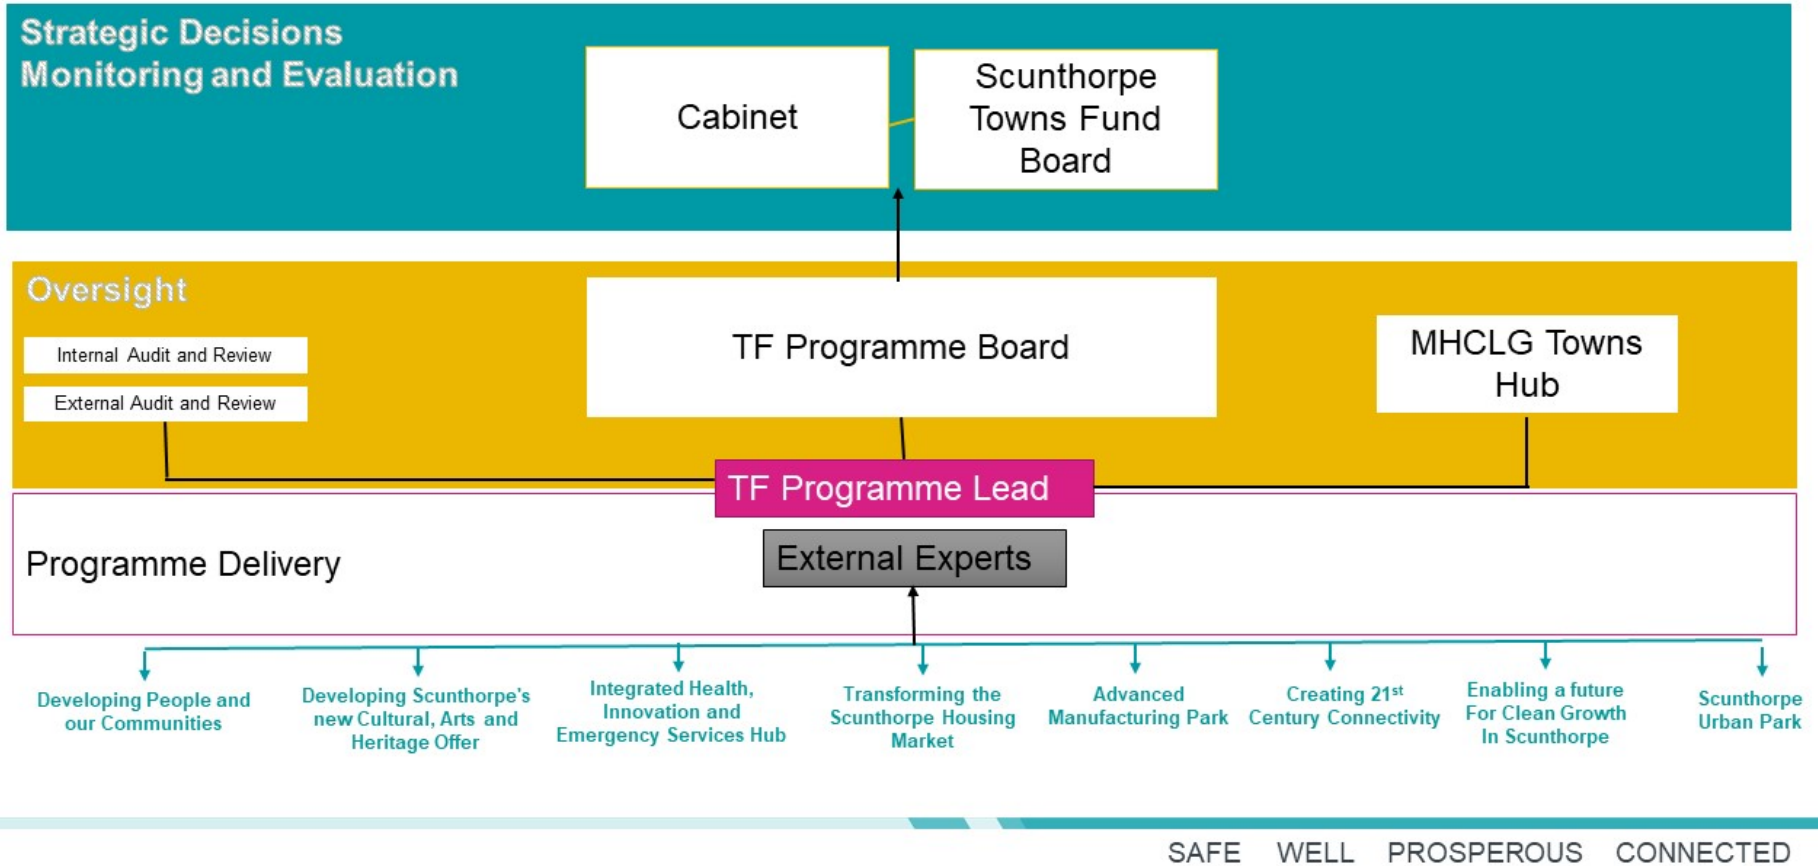 Strategic Decisions
Monitoring and Evaluation
Cabinet
Scunthorpe
Towns Fund
Board
Oversight
Internal Audit and Review
External Audit and Review
TF Programme Board
MHCLG Towns
Hub
TF Programme Lead
Programme Delivery
External Experts
Developing People and
our Communities
Developing Scunthorpe's
new Cultural, Arts and
Heritage Offer
Integrated Health,
Innovation and
Emergency Services Hub
Transforming the
Scunthorpe Housing
Market
Advanced
Manufacturing Park
Creating 21st
Century Connectivity
Enabling a future
For Clean Growth
In Scunthorpe
Scunthorpe
Urban Park
SAFE WELL PROSPEROUS CONNECTED